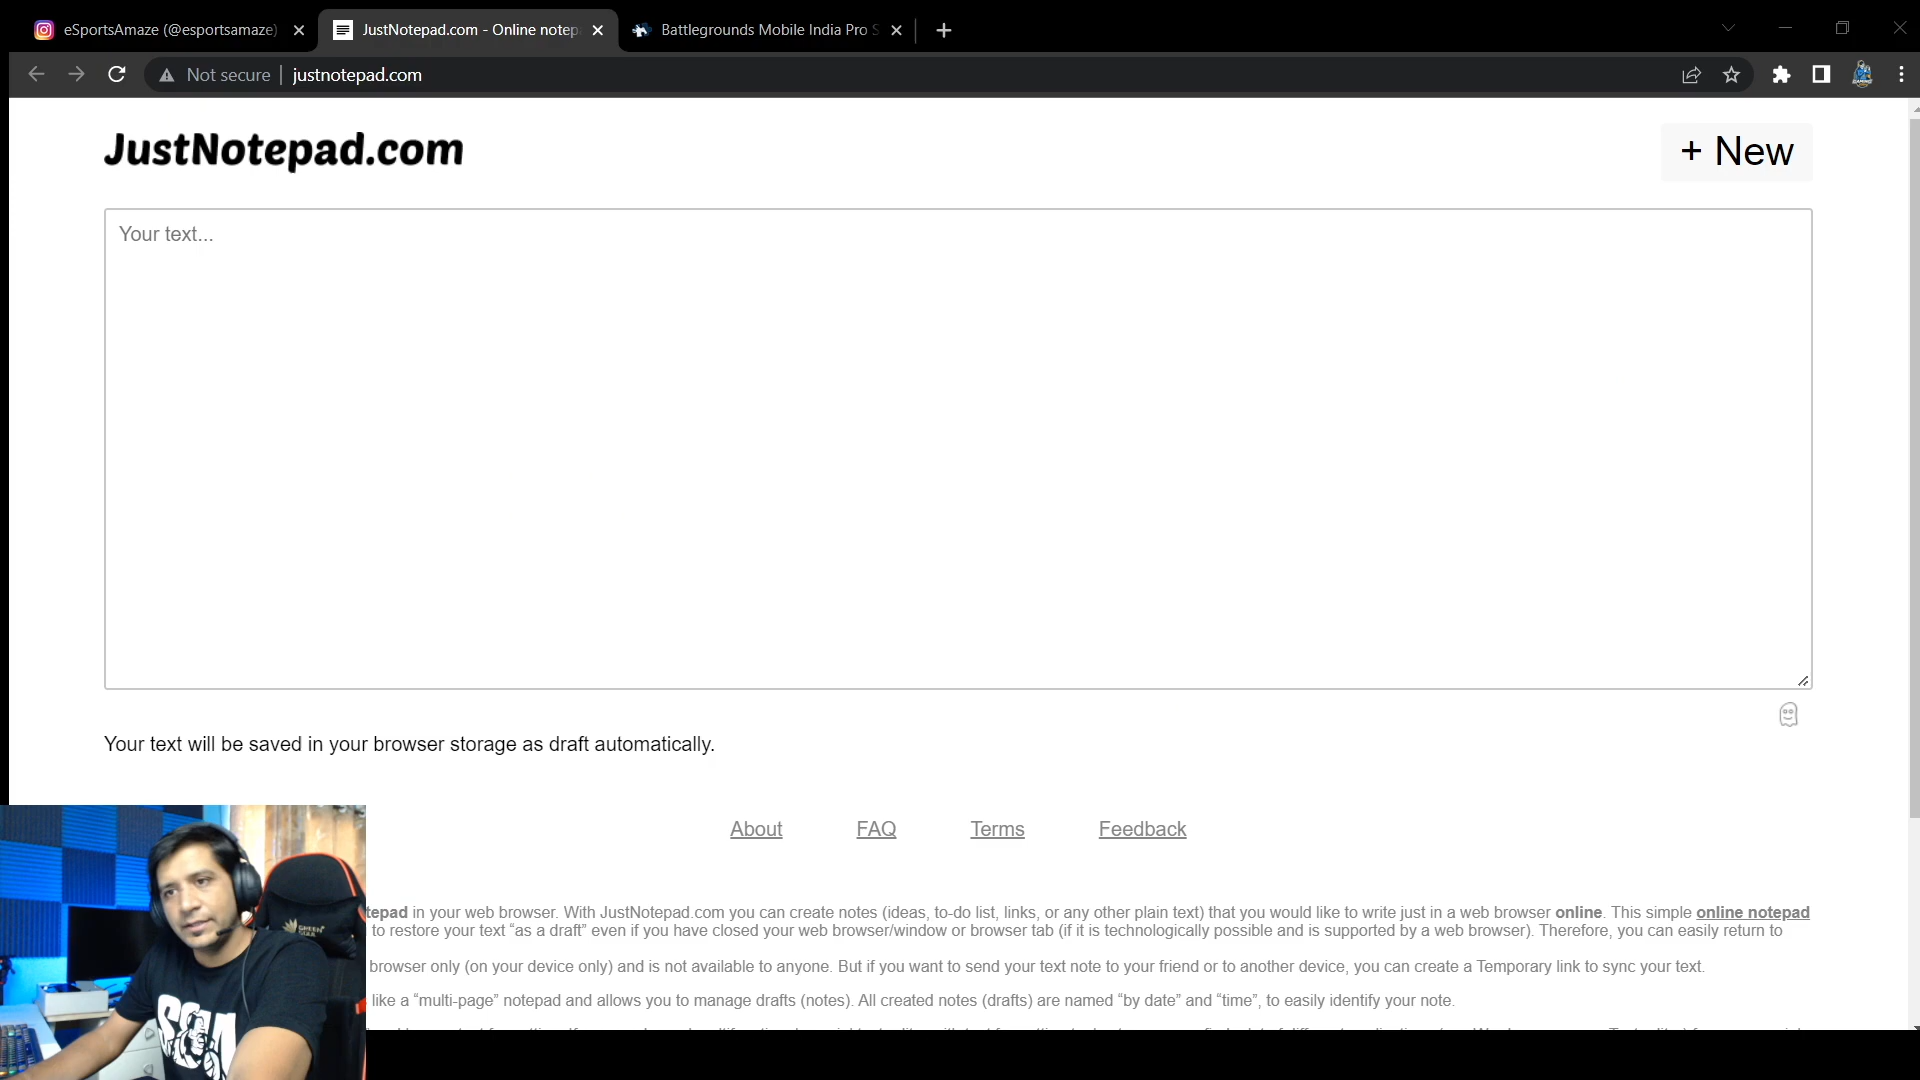 eSportsAmaze (@esportsamaze)
JustNotepad.com - Online notep
Battlegrounds Mobile India Pro S
Not secure
justnotepad.com
JustNotepad.com
+ New
Your text...
Your text will be saved in your browser storage as draft automatically.
About
FAQ
Terms
Feedback
tepad in your web browser. With JustNotepad.com you can create notes (ideas, to-do list, links, or any other plain text) that you would like to write just in a web browser online. This simple online notepad
to restore your text “as a draft” even if you have closed your web browser/window or browser tab (if it is technologically possible and is supported by a web browser). Therefore, you can easily return to
browser only (on your device only) and is not available to anyone. But if you want to send your text note to your friend or to another device, you can create a Temporary link to sync your text.
like a “multi-page” notepad and allows you to manage drafts (notes). All created notes (drafts) are named “by date” and “time”, to easily identify your note.
GREEN
SOUL